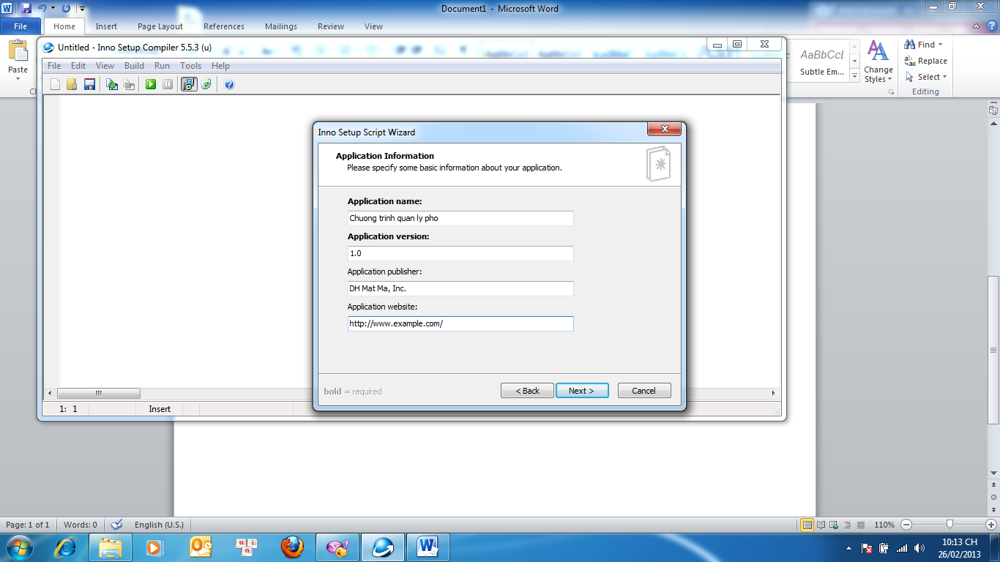 Document1 - Microsoft Word
File Home Insert Page Layout References Mailings Review View
Paste
AaBbCcL
Subtle Em...
Change Styles
Find
Replace
Select
Editing
Untitled - Inno Setup Compiler 5.5.3 (u)
File Edit View Build Run Tools Help
Inno Setup Script Wizard
Application Information
Please specify some basic information about your application.
Application name:
Chuong trinh quan ly pho
Application version:
1.0
Application publisher:
DH Mat Ma, Inc.
Application website:
http://www.example.com/
bold = required
< Back Next > Cancel
1: 1 Insert
Page: 1 of 1 Words: 0 English (U.S.) 110%
10:13 CH
26/02/2013